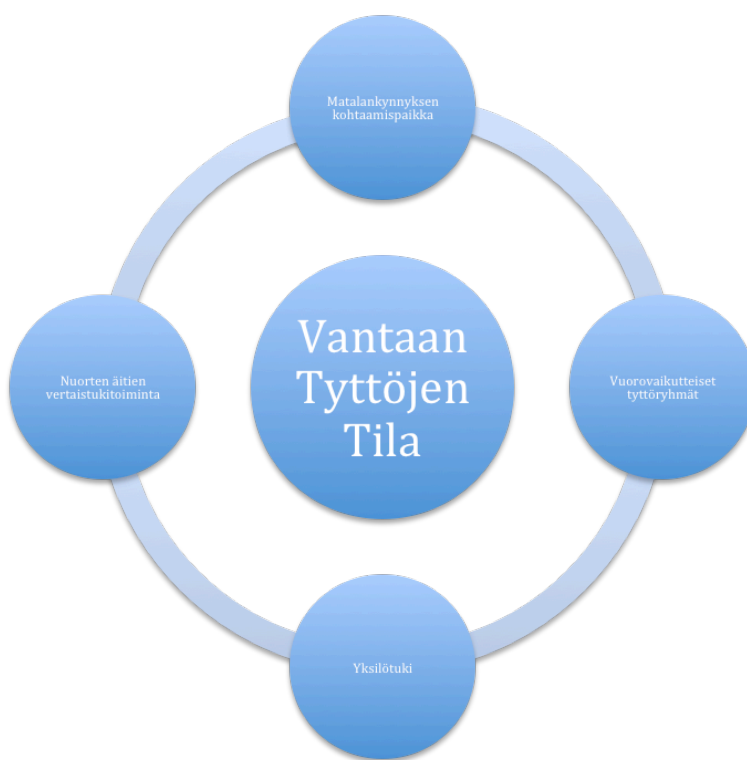 Matalankynnyksen
kohtaamispaikka
Vantaan
Tyttöjen
Tila
Nuorten äitien
vertaistukitoiminta
Vuorovaikutteiset
tyttöryhmät
Yksilötuki